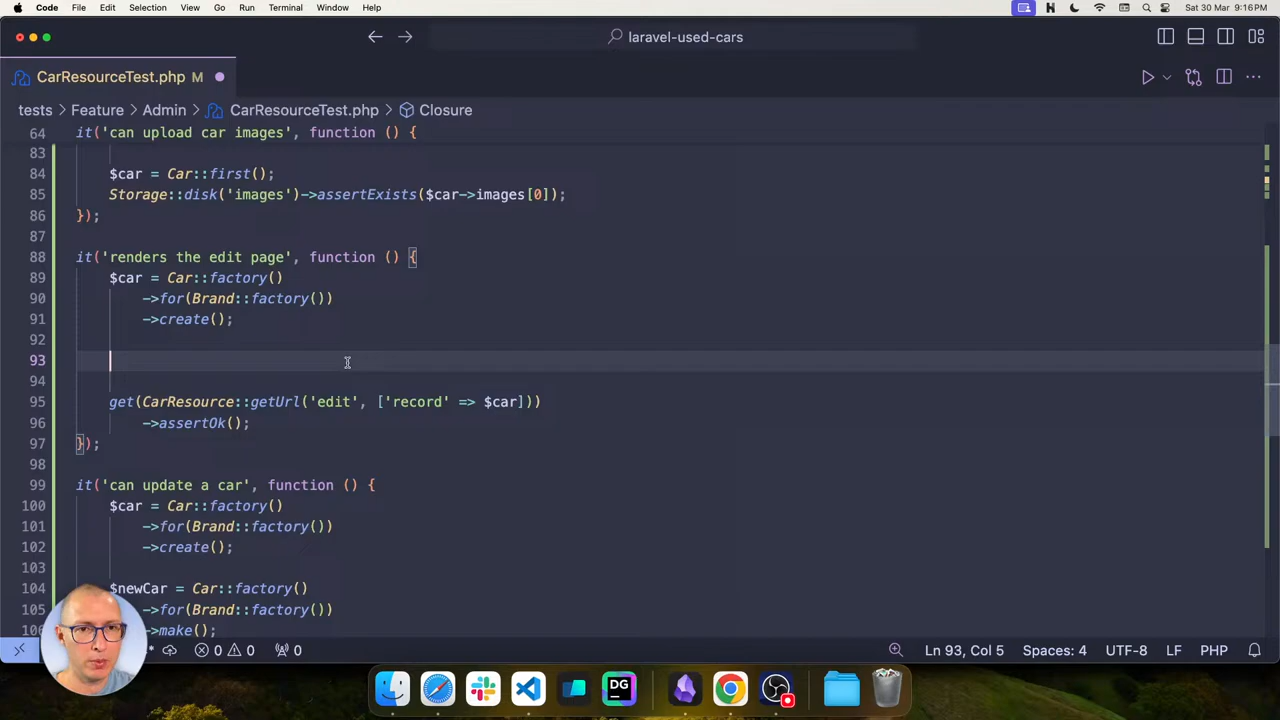 Code File Edit Selection View Go Run Terminal Window Help Sat 30 Mar 9:16 PM
laravel-used-cars
CarResourceTest.php M
tests > Feature > Admin > CarResourceTest.php > Closure
64 it('can upload car images', function () {
83
84 $car = Car::first();
85 Storage::disk('images')->assertExists($car->images[0]);
86 });
87
88 it('renders the edit page', function () {
89 $car = Car::factory()
90 ->for(Brand::factory())
91 ->create();
92
93
94
95 get(CarResource::getUrl('edit', ['record' => $car]))
96 ->assertOk();
97 });
98
99 it('can update a car', function () {
100 $car = Car::factory()
101 ->for(Brand::factory())
102 ->create();
103
104 $newCar = Car::factory()
105 ->for(Brand::factory())
106 ->make();
0 0 0 Ln 93, Col 5 Spaces: 4 UTF-8 LF PHP
DG